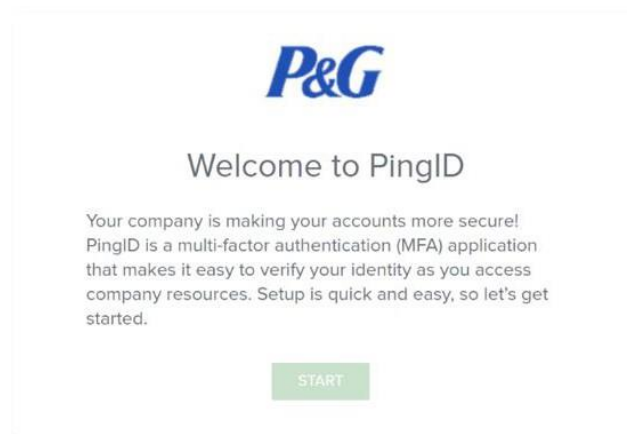 P&G
Welcome to PingID
Your company is making your accounts more secure!
PingID is a multi-factor authentication (MFA) application
that makes it easy to verify your identity as you access
company resources. Setup is quick and easy, so let's get
started.
START